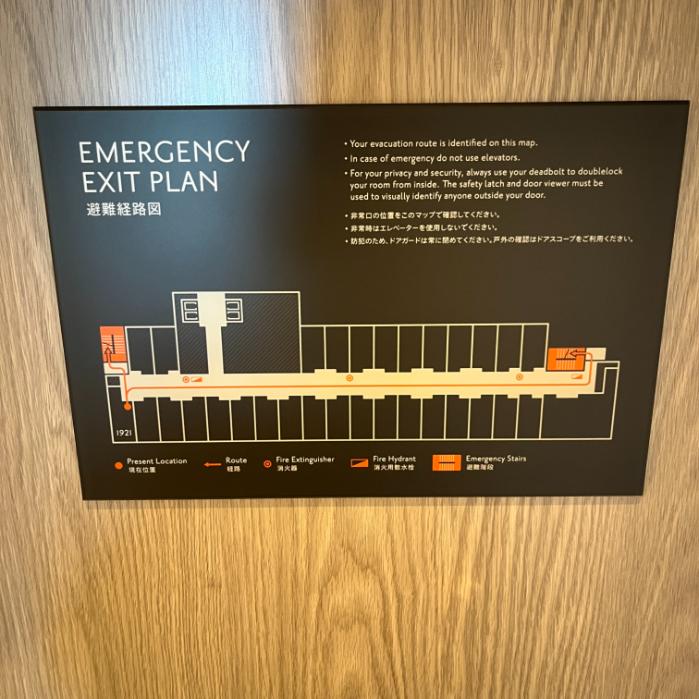 EMERGENCY
EXIT PLAN
避難経路図
• Your evacuation route is identified on this map.
• In case of emergency do not use elevators.
• For your privacy and security, always use your deadbolt to doublelock
your room from inside. The safety latch and door viewer must be
used to visually identify anyone outside your door.
• 非常口の位置をこのマップで確認してください。
• 非常時はエレベーターを使用しないでください。
• 防犯のため、ドアガードは常に閉めてください。戸外の確認はドアスコープをご利用ください。
1921
Present Location
現在位置
Route
経路
Fire Extinguisher
消火器
Fire Hydrant
消火用散水栓
Emergency Stairs
避難階段